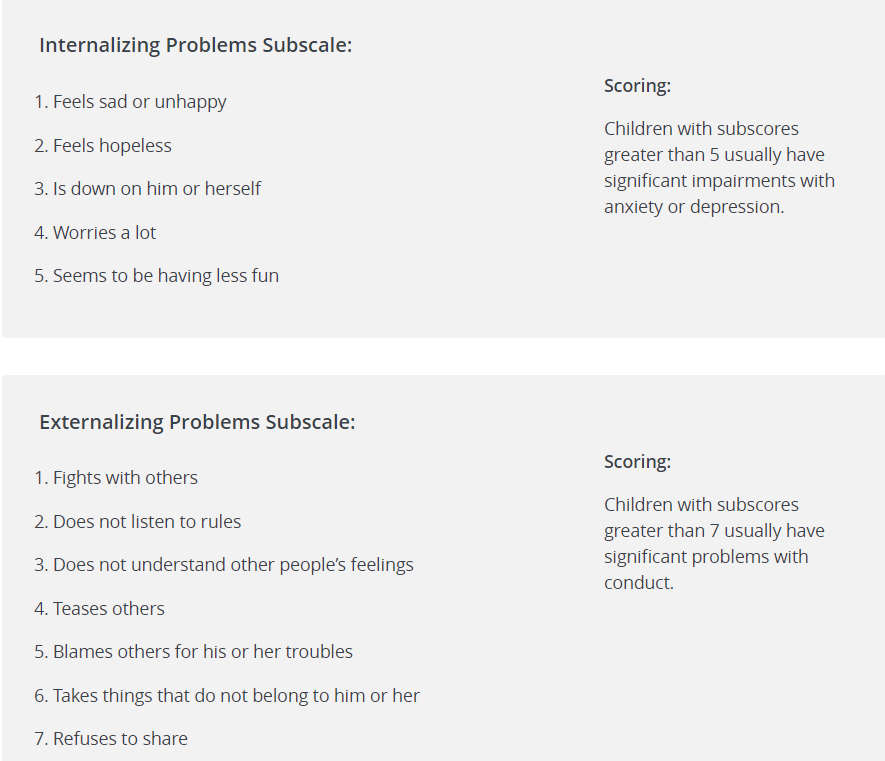 Internalizing Problems Subscale:
1. Feels sad or unhappy
2. Feels hopeless
3. Is down on him or herself
4. Worries a lot
5. Seems to be having less fun
Scoring:
Children with subscores
greater than 5 usually have
significant impairments with
anxiety or depression.
Externalizing Problems Subscale:
1. Fights with others
2. Does not listen to rules
3. Does not understand other people’s feelings
4. Teases others
5. Blames others for his or her troubles
6. Takes things that do not belong to him or her
7. Refuses to share
Scoring:
Children with subscores
greater than 7 usually have
significant problems with
conduct.